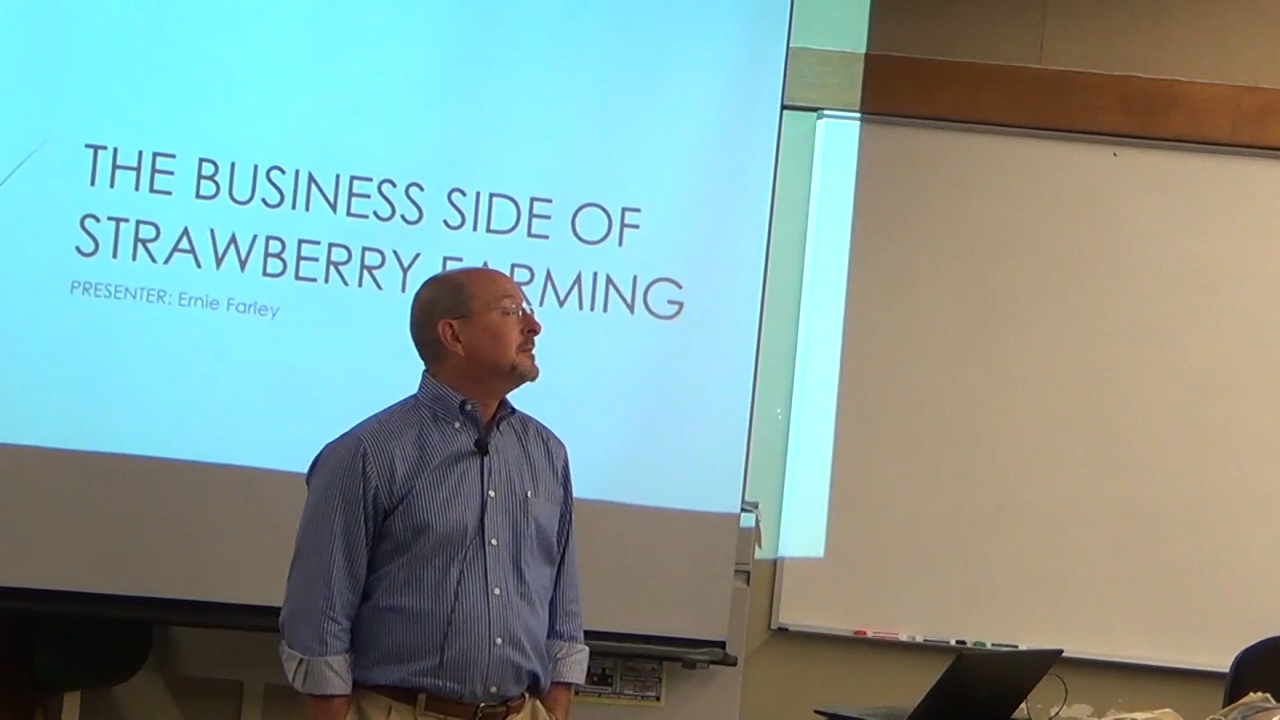 THE BUSINESS SIDE OF
STRAWBERRY FARMING
PRESENTER: Ernie Farley